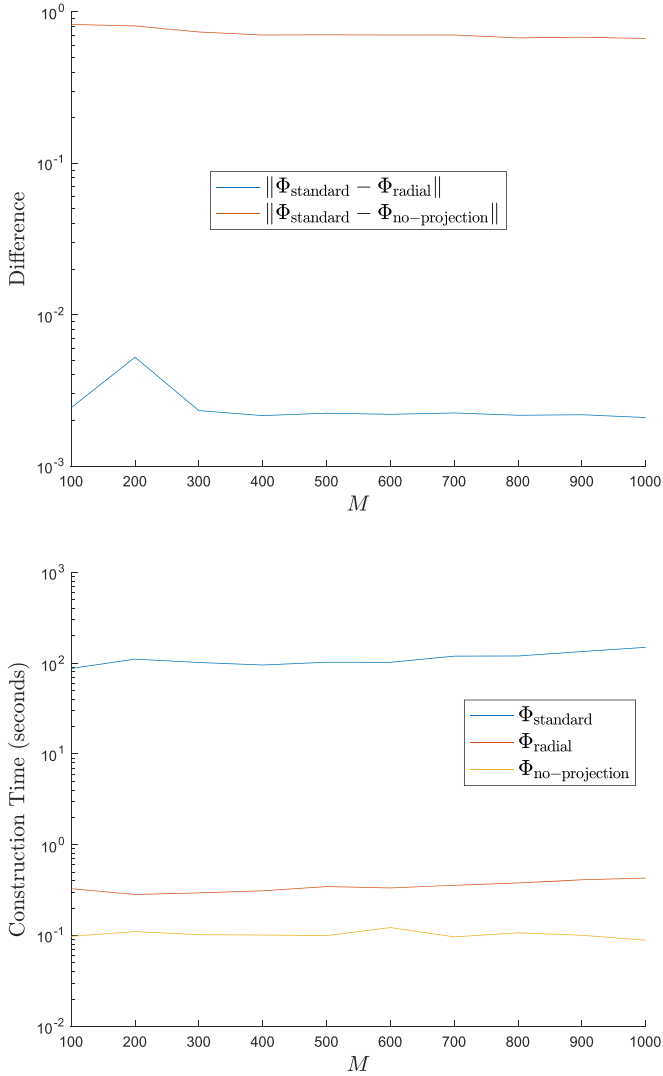 10^0
10^-1
10^-2
10^-3
Difference
‖Φ_standard − Φ_radial‖
‖Φ_standard − Φ_no−projection‖
100 200 300 400 500 600 700 800 900 1000
M
10^3
10^2
10^1
10^0
10^-1
10^-2
Construction Time (seconds)
Φ_standard
Φ_radial
Φ_no−projection
100 200 300 400 500 600 700 800 900 1000
M